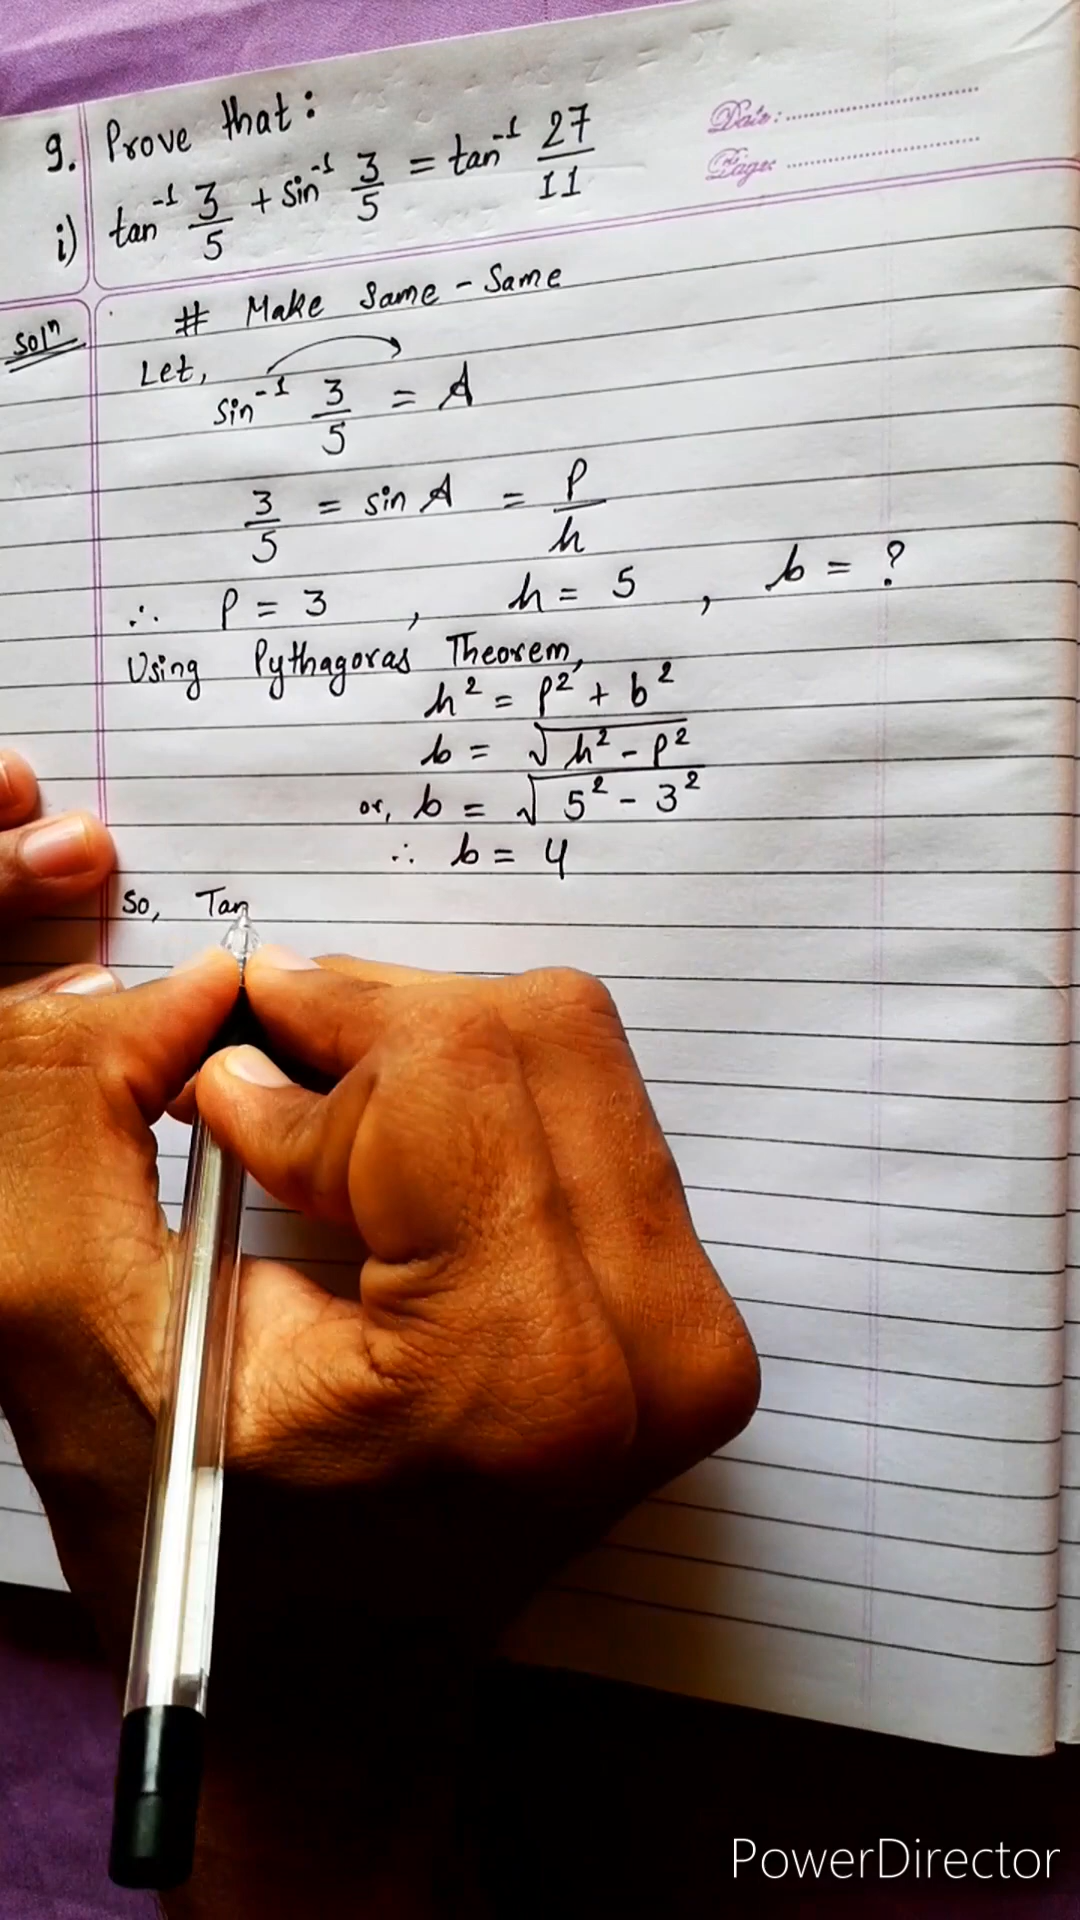 9. Prove that:
i) tan⁻¹ 3/5 + sin⁻¹ 3/5 = tan⁻¹ 27/11
Date:
Page:
Solⁿ
# Make Same - Same
Let,
sin⁻¹ 3/5 = A
3/5 = sin A = P/h
∴ P = 3 , h = 5 , b = ?
Using Pythagoras Theorem,
h² = p² + b²
b = √h² - p²
or, b = √5² - 3²
∴ b = 4
So, Tan
PowerDirector